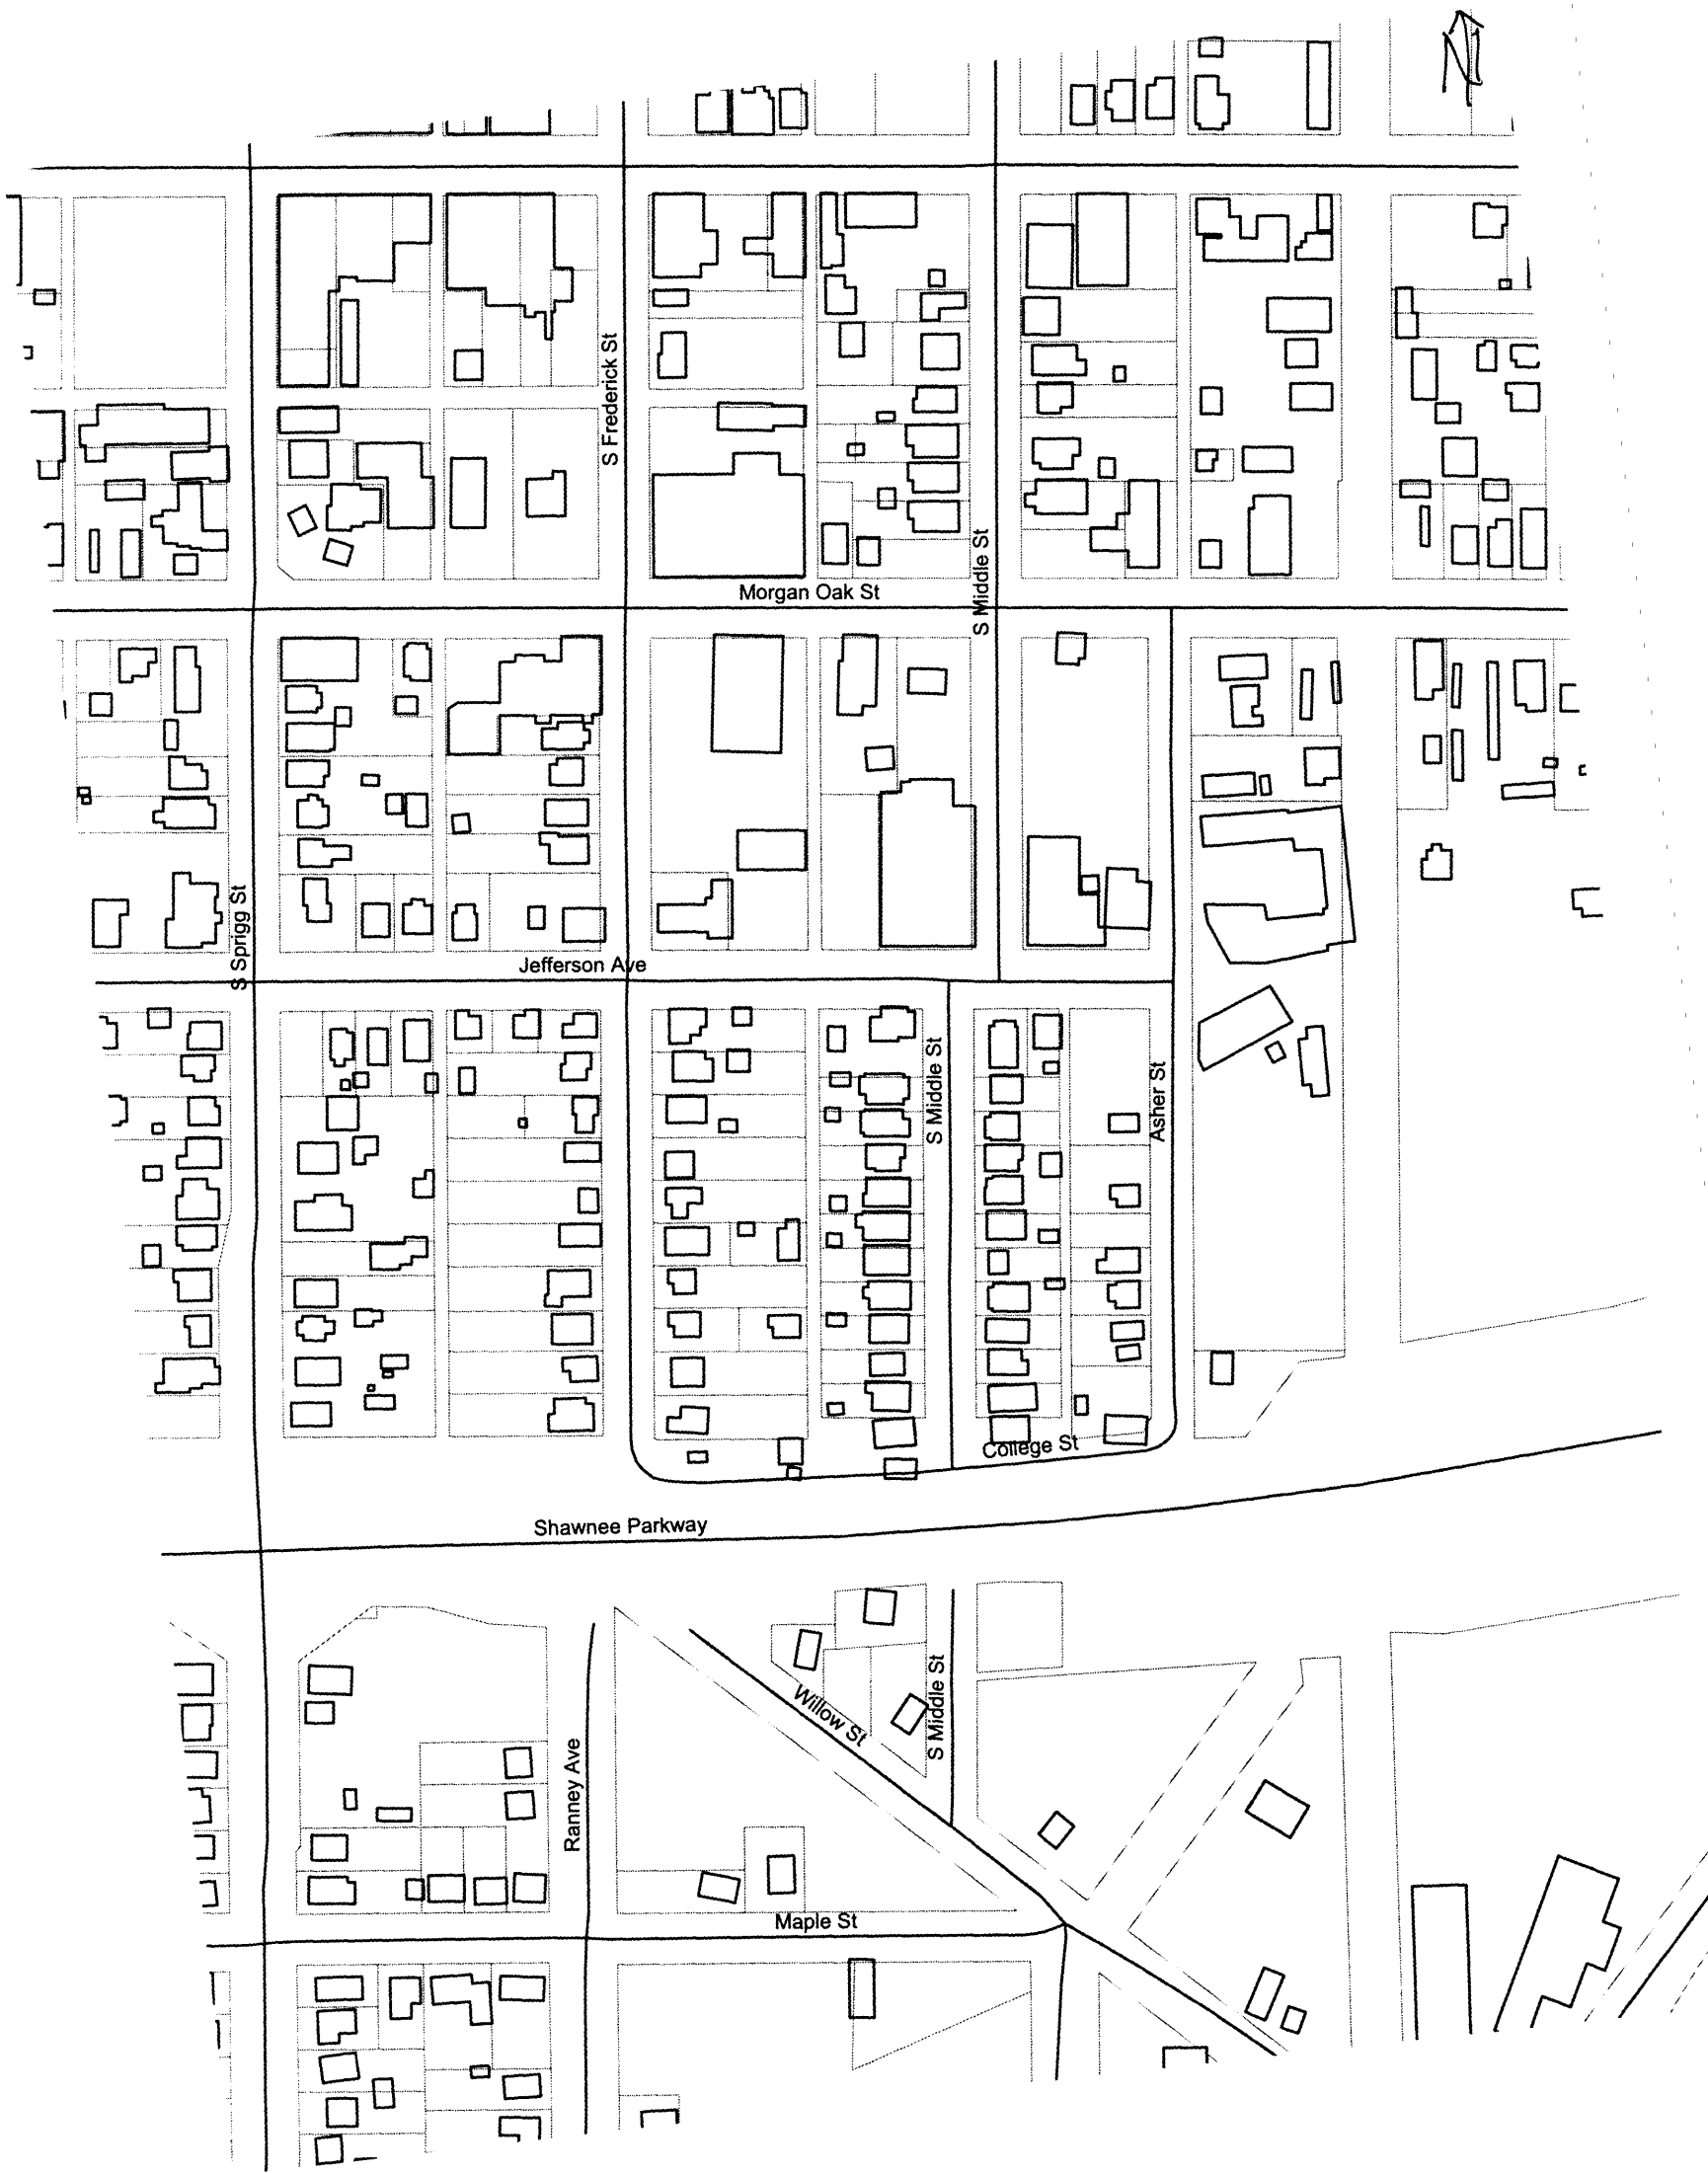 N
S Frederick St
S Middle St
Morgan Oak St
S Sprigg St
Jefferson Ave
S Middle St
Asher St
College St
Shawnee Parkway
Willow St
S Middle St
Ranney Ave
Maple St